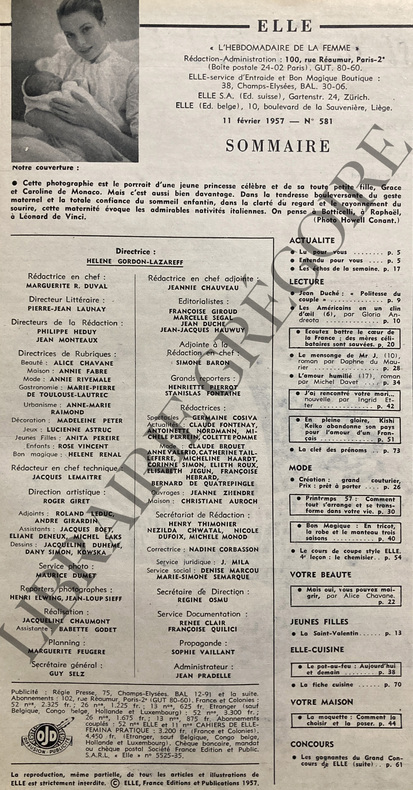 ELLE
« L'HEBDOMADAIRE DE LA FEMME »
Rédaction-Administration : 100, rue Réaumur, Paris-2e
(Boîte postale 24-02 Paris). GUT. 80-60.
ELLE-service d'Entraide et Bon Magique Boutique :
38, Champs-Elysées, BAL. 30-06.
ELLE S.A. (Ed. suisse), Gartenstr. 24, Zürich.
ELLE (Ed. belge), 10, boulevard de la Sauvenière, Liège.
11 février 1957 — N° 581
SOMMAIRE
Notre couverture :
● Cette photographie est le portrait d'une jeune princesse célèbre et de sa toute petite fille, Grace
et Caroline de Monaco. Mais c'est aussi bien davantage. Dans la tendresse bouleversante du geste
maternel et la totale confiance du sommeil enfantin, dans la clarté du regard et le rayonnement du
sourire, cette maternité évoque les admirables nativités italiennes. On pense à Botticelli, à Raphaël,
à Léonard de Vinci. (Photo Howell Conant.)
Directrice :
HELENE GORDON-LAZAREFF
Rédactrice en chef :
MARGUERITE R. DUVAL
Directeur Littéraire :
PIERRE-JEAN LAUNAY
Directeurs de la Rédaction :
PHILIPPE HEDUY
JEAN MONTEAUX
Directrices de Rubriques :
Beauté : ALICE CHAVANE
Maison : ANNIE FABRE
Mode : ANNIE RIVEMALE
Gastronomie : MARIE-PIERRE
DE TOULOUSE-LAUTREC
Urbanisme : ANNE-MARIE
RAIMOND
Décoration : MADELEINE PETER
Jeux : LUCIENNE ASTRUC
Jeunes Filles : ANITA PEREIRE
Enfants : ROSE VINCENT
Bon magique : HELENE RENAL
Rédacteur en chef technique :
JACQUES LEMAITRE
Direction artistique :
ROGER GIRET
Adjoints : ROLAND LEDUC,
ANDRE GIRARDIN
Assistants : JACQUES BOET,
ELIANE DENEUX, MICHEL LAKS
Dessins : JACQUELINE DUHEME,
DANY SIMON, KOWSKA
Service photo :
MAURICE DUMET
Reporters-photographes :
HENRI ELWING, JEAN-LOUP SIEFF
Réalisation :
JACQUELINE CHAUMONT
Assistante : BABETTE GODET
Planning :
MARGUERITE FEUGERE
Secrétaire général :
GUY SELZ
Rédactrice en chef adjointe :
JEANNIE CHAUVEAU
Editorialistes :
FRANÇOISE GIROUD
MARCELLE SEGAL
JEAN DUCHE
JEAN-JACQUES HAUWUY
Adjointe à la
Rédaction en chef :
SIMONE BARON
Grands reporters :
HENRIETTE PIERROT
STANISLAS FONTAINE
Rédactrices :
Spectacles : GERMAINE COSIVA
Actualité : CLAUDE FONTENAY,
ANTOINETTE NORDMANN, MI-
CHELE PERREIN, COLETTE POMME
Mode : CLAUDE BROUET
ANNE VALERIO, CATHERINE TAIL-
LEFERRE, MICHELINE HAARDT,
CORINNE SIMON, ELIETH ROUX,
ELISABETH JEGUN, FRANÇOISE
HEBRARD,
BERNARD DE QUATREPINGLE
Ouvrages : JEANNE EXINDRE
Maison : CHRISTIANE AUROCH
Secrétariat de Rédaction :
HENRY THIMONIER
NEZILDA CHWALAT, NICOLE
DUFOIX, MICHELE MONOD
Correctrice : NADINE CORBASSON
Service juridique : J. MILA
Service social : DENISE MARCOU
MARIE-SIMONE SEMARQUE
Secrétaire de Direction :
REGINE OSMU
Service Documentation :
RENEE CLAIR
FRANÇOISE QUILICI
Propagande :
SOPHIE VAILLANT
Administrateur :
JEAN PRADELLE
Publicité : Régie Presse, 75, Champs-Elysées. BAL. 12-91 et la suite.
Abonnements : 102, rue Réaumur, Paris-2e (GUT. 80-60). France et Colonies :
52 nos, 2.325 fr. ; 26 n., 1.225 fr. ; 13 nos, 625 fr. Etranger (sauf
Belgique, Congo belge, Hollande et Luxembourg) : 52 nos, 3.300 fr. ;
26 nos, 1.675 fr. ; 13 nos, 875 fr. Abonnements
couplés : 52 nos ELLE et 11 nos CAHIERS DE ELLE-
FEMINA PRATIQUE : 3.200 fr. (France et Colonies).
4.450 fr. (Etranger, sauf Belgique, Congo belge,
Hollande et Luxembourg). Chèque bancaire, mandat
ou chèque postal Société France Edition et Public.
S.A.R.L. « Elle » n° 5525-35.
OJD
La reproduction, même partielle, de tous les articles et illustrations de
ELLE est strictement interdite. © ELLE, France Editions et Publications 1957.
ACTUALITE
● Lu pour vous . . . . . . . . p. 5
● Entendu pour vous . . . p. 5
● Les échos de la semaine. p. 17
LECTURE
● Jean Duché : « Politesse du
couple » . . . . . . . . p. 9
● Les Américains en un clin
d'œil (6), par Gloria An-
dreota . . . . . . . . p. 10
● Ecoutez battre le cœur de la
France : des mères céli-
bataires sont sauvées. p. 20
● Le mensonge de Mr J. (10),
roman par Daphné du Mau-
rier . . . . . . . . p. 28
● L'amour humilié (17), roman
par Michel Davet . . p. 34
● J'ai rencontré votre mari...
nouvelle par Ingrid Et-
ter . . . . . . . . p. 42
● En pleine gloire, Kishi
Keiko abandonne son pays
pour l'amour d'un Fran-
çais . . . . . . . . p. 51
● La clet des prénoms . . p. 73
MODE
● Création : grand couturier,
Prix : prêt à porter . . p. 26
● Printemps 57 : Comment
tout s'arrange et se trans-
forme dans votre vie. p. 30
● Bon Magique : En tricot,
la robe et le manteau trois
saisons . . . . . . . . p. 40
● Le cours de coupe style ELLE.
4e leçon : le chemisier . . p. 54
VOTRE BEAUTE
● Mais oui, vous pouvez mai-
grir, par Alice Chavane.
p. 22
JEUNES FILLES
● La Saint-Valentin . . . . . p. 13
ELLE-CUISINE
● Le pot-au-feu : Aujourd'hui
et demain . . . . . . . . p. 38
● La fiche cuisine . . . . . p. 70
VOTRE MAISON
● La moquette : Comment la
choisir et la poser. p. 44
CONCOURS
● Les gagnantes du Grand Con-
cours de ELLE (suite) . . p. 61
LIBRAIRIE GRÉGOIRE